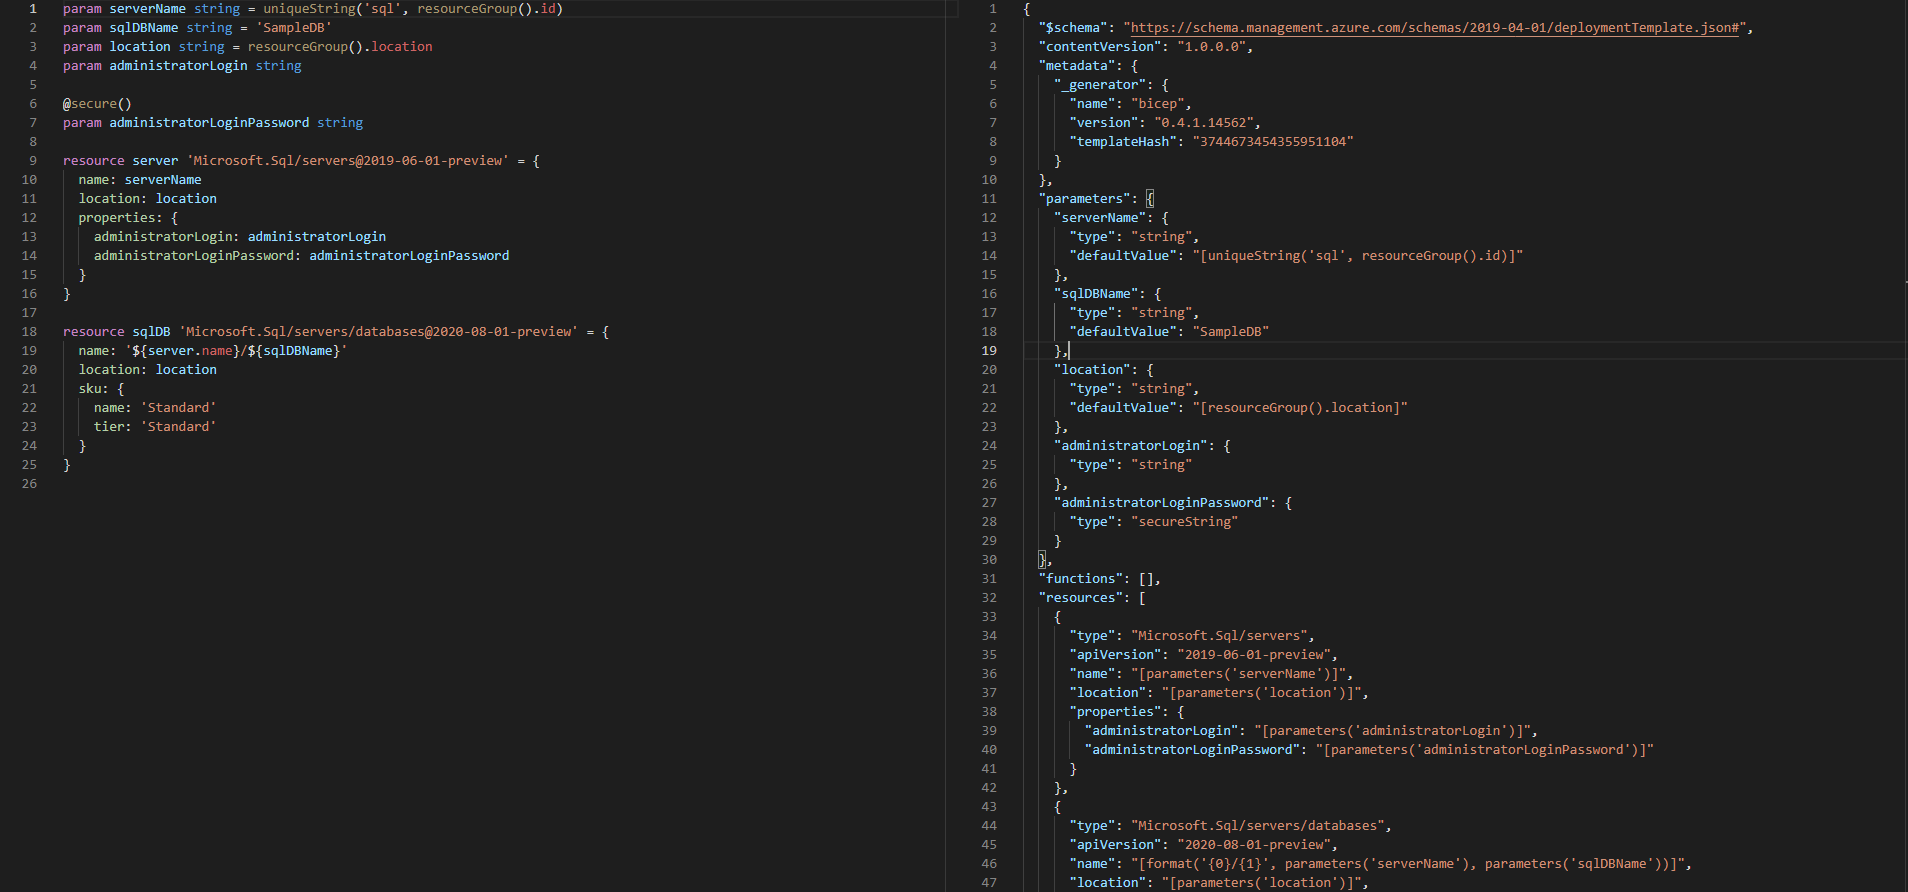 1 param serverName string = uniqueString('sql', resourceGroup().id)
2 param sqlDBName string = 'SampleDB'
3 param location string = resourceGroup().location
4 param administratorLogin string
5
6 @secure()
7 param administratorLoginPassword string
8
9 resource server 'Microsoft.Sql/servers@2019-06-01-preview' = {
10   name: serverName
11   location: location
12   properties: {
13     administratorLogin: administratorLogin
14     administratorLoginPassword: administratorLoginPassword
15   }
16 }
17
18 resource sqlDB 'Microsoft.Sql/servers/databases@2020-08-01-preview' = {
19   name: '${server.name}/${sqlDBName}'
20   location: location
21   sku: {
22     name: 'Standard'
23     tier: 'Standard'
24   }
25 }
26
1 {
2   "$schema": "https://schema.management.azure.com/schemas/2019-04-01/deploymentTemplate.json#",
3   "contentVersion": "1.0.0.0",
4   "metadata": {
5     "_generator": {
6       "name": "bicep",
7       "version": "0.4.1.14562",
8       "templateHash": "3744673454355951104"
9     }
10   },
11   "parameters": {
12     "serverName": {
13       "type": "string",
14       "defaultValue": "[uniqueString('sql', resourceGroup().id)]"
15     },
16     "sqlDBName": {
17       "type": "string",
18       "defaultValue": "SampleDB"
19     },
20     "location": {
21       "type": "string",
22       "defaultValue": "[resourceGroup().location]"
23     },
24     "administratorLogin": {
25       "type": "string"
26     },
27     "administratorLoginPassword": {
28       "type": "secureString"
29     }
30   },
31   "functions": [],
32   "resources": [
33     {
34       "type": "Microsoft.Sql/servers",
35       "apiVersion": "2019-06-01-preview",
36       "name": "[parameters('serverName')]",
37       "location": "[parameters('location')]",
38       "properties": {
39         "administratorLogin": "[parameters('administratorLogin')]",
40         "administratorLoginPassword": "[parameters('administratorLoginPassword')]"
41       }
42     },
43     {
44       "type": "Microsoft.Sql/servers/databases",
45       "apiVersion": "2020-08-01-preview",
46       "name": "[format('{0}/{1}', parameters('serverName'), parameters('sqlDBName'))]",
47       "location": "[parameters('location')]",